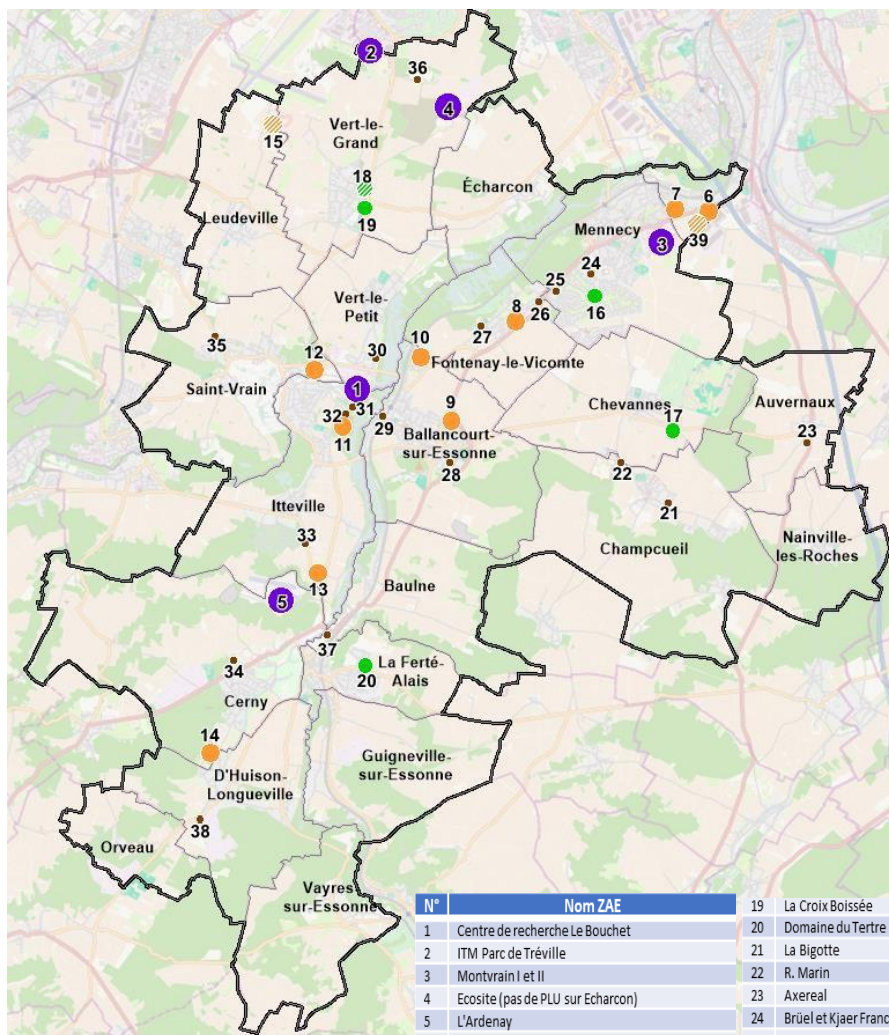 2
36
4
Vert-le-
Grand
15
18
Écharcon
7
6
19
Leudeville
Mennecy
39
3
24
25
Vert-le-
Petit
26
16
8
27
35
10
30
12
Fontenay-le-Vicomte
Saint-Vrain
1
Chevannes
Auvernaux
31
32
29
9
17
11
Ballancourt-
sur-Essonne
23
28
22
21
Itteville
33
Champcueil
Nainville-
les-Roches
13
Baulne
5
37
34
20
La Ferté-
Alais
Cerny
14
Guigneville-
sur-Essonne
D'Huison-
Longueville
38
Orveau
Vayres-
sur-Essonne
N° Nom ZAE
1 Centre de recherche Le Bouchet
2 ITM Parc de Tréville
3 Montvrain I et II
4 Ecosite (pas de PLU sur Echarcon)
5 L'Ardenay
19 La Croix Boissée
20 Domaine du Tertre
21 La Bigotte
22 R. Marin
23 Axereal
24 Brüel et Kjaer Franc